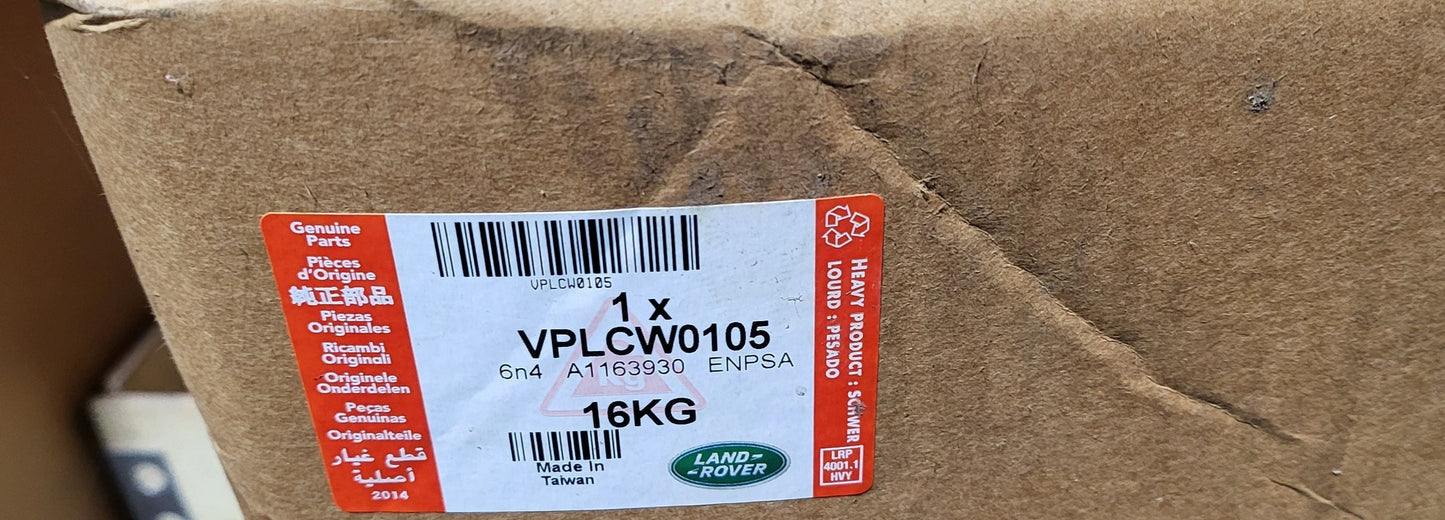 Genuine
Parts
Pièces
d'Origine
純正部品
Piezas
Originales
Ricambi
Originali
Originele
Onderdelen
Peças
Genuinas
Originalteile
قطع غيار
أصلية
2014
VPLCW0105
1 x
VPLCW0105
6n4 A1163930 ENPSA
Kg
16KG
Made In
Taiwan
LAND-
-ROVER
HEAVY PRODUCT : SCHWER
LOURD : PESADO
LRP
4001.1
HVY